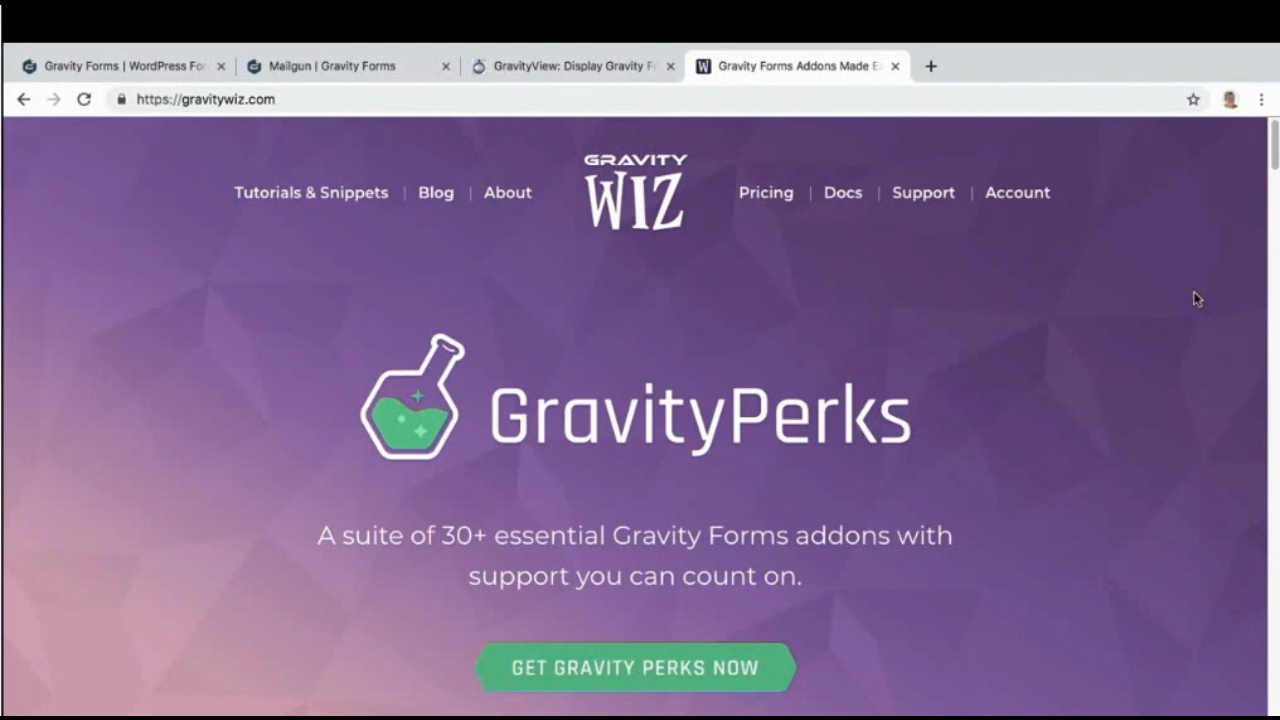 Gravity Forms | WordPress Fo
Mailgun | Gravity Forms
GravityView: Display Gravity F
Gravity Forms Addons Made E
https://gravitywiz.com
Tutorials & Snippets | Blog | About
GRAVITY
WIZ
Pricing | Docs | Support | Account
GravityPerks
A suite of 30+ essential Gravity Forms addons with
support you can count on.
GET GRAVITY PERKS NOW